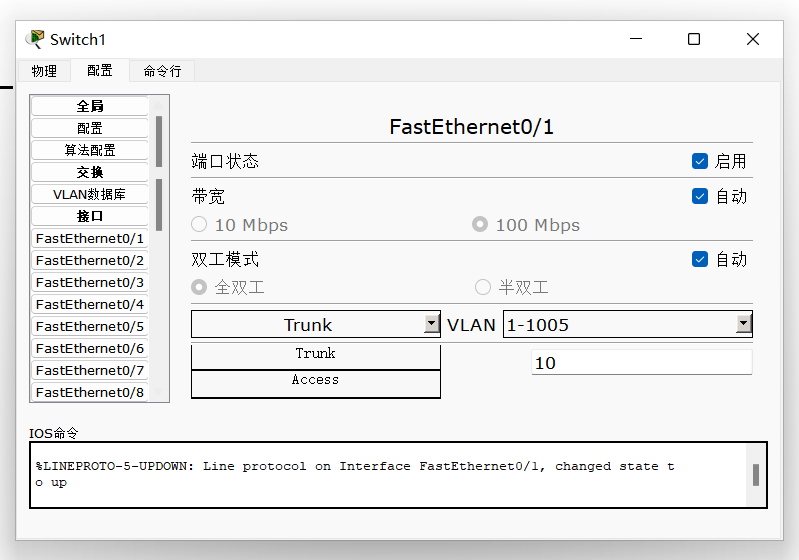 Switch1
物理 配置 命令行
全局
配置
算法配置
交换
VLAN数据库
接口
FastEthernet0/1
FastEthernet0/2
FastEthernet0/3
FastEthernet0/4
FastEthernet0/5
FastEthernet0/6
FastEthernet0/7
FastEthernet0/8
FastEthernet0/1
端口状态 启用
带宽 自动
10 Mbps 100 Mbps
双工模式 自动
全双工 半双工
Trunk VLAN 1-1005
Trunk
10
Access
IOS命令
%LINEPROTO-5-UPDOWN: Line protocol on Interface FastEthernet0/1, changed state t
o up